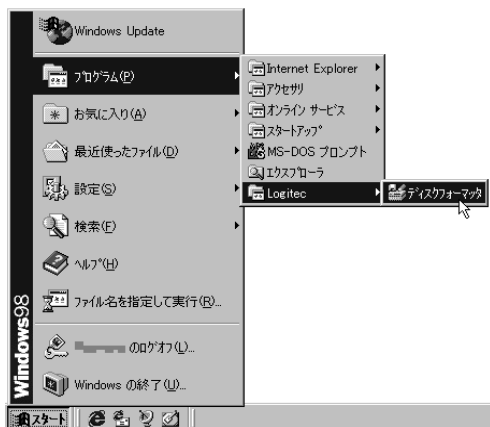 Windows Update
プログラム(P)
お気に入り(A)
最近使ったファイル(D)
設定(S)
検索(F)
ヘルプ(H)
ファイル名を指定して実行(R)...
のログオフ(L)...
Windows の終了(U)...
Windows98
スタート
Internet Explorer
アクセサリ
オンライン サービス
スタートアップ
MS-DOS プロンプト
エクスプローラ
Logitec
ディスクフォーマッタ